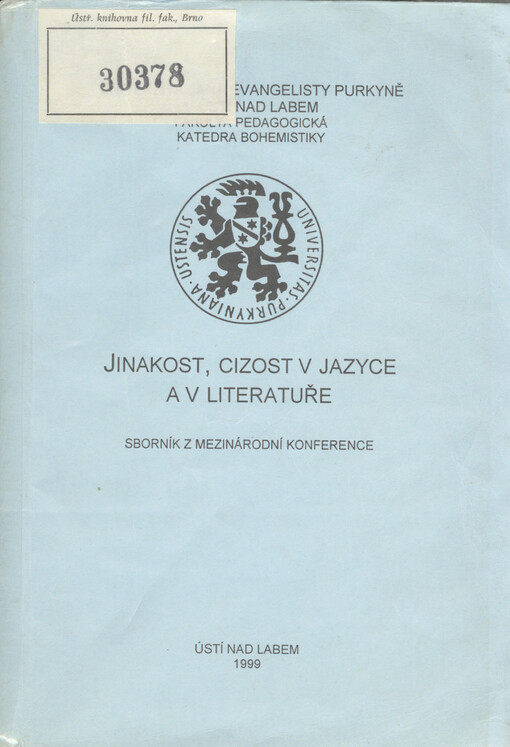 Ústř. knihovna fil. fak., Brno
30378
EVANGELISTY PURKYNĚ
NAD LABEM
FAKULTA PEDAGOGICKÁ
KATEDRA BOHEMISTIKY
UNIVERSITAS · PURKYNIANA · USTENSIS
JINAKOST, CIZOST V JAZYCE
A V LITERATUŘE
SBORNÍK Z MEZINÁRODNÍ KONFERENCE
ÚSTÍ NAD LABEM
1999